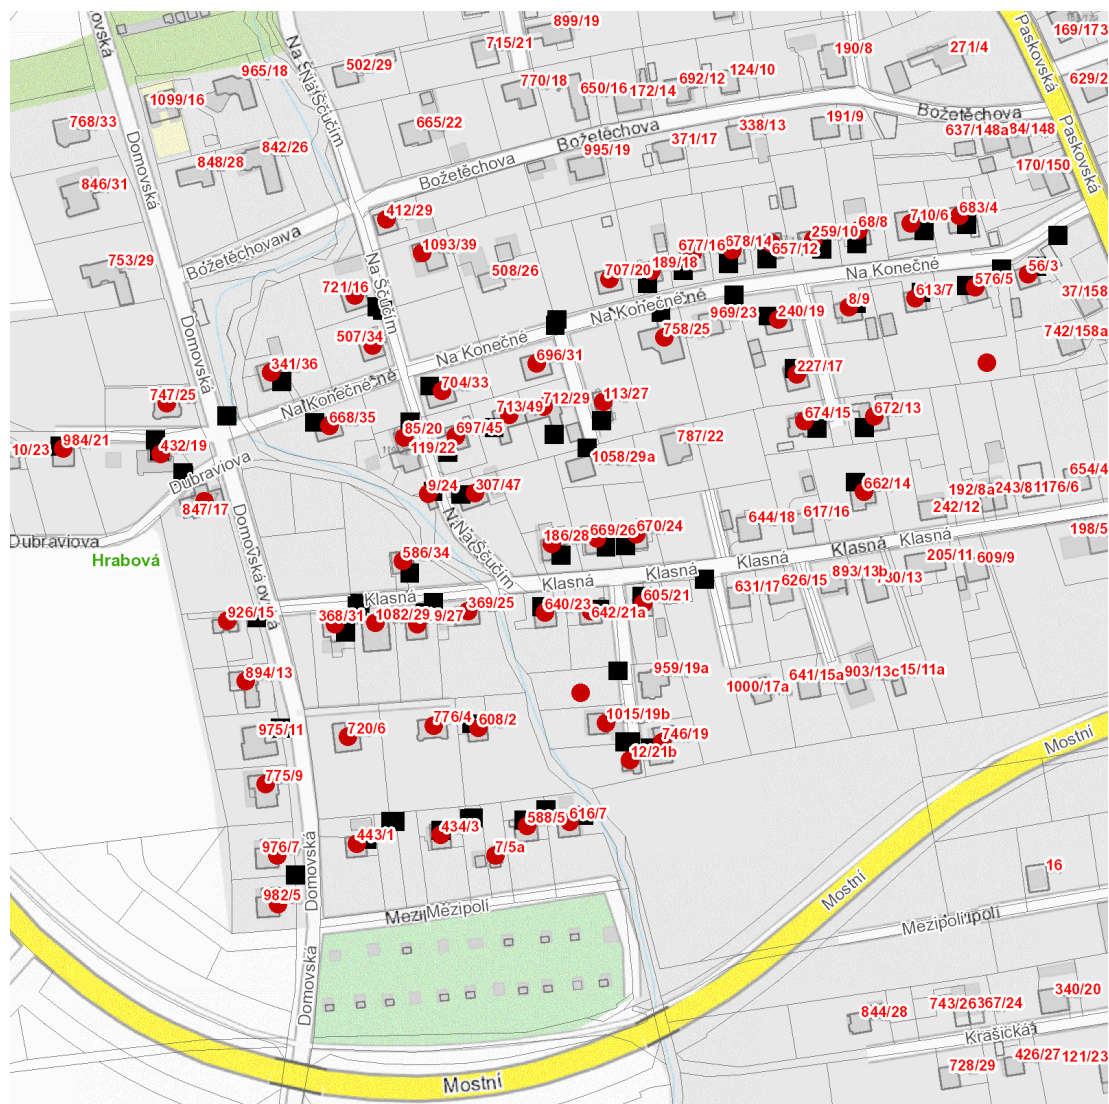 899/19
169/173
715/21
190/8
271/4
502/29
965/18
770/18
692/12
124/10
629/2
650/16
172/14
1099/16
Paskovská
768/33
Domovská
Na Ščučím
665/22
Božetěchova
191/9
Božetěchova
338/13
371/17
637/148a
84/148
Paskovská
842/26
848/28
995/19
170/150
846/31
Božetěchova
412/29
683/4
710/6
68/8
259/10
1093/39
677/16
678/14
657/12
753/29
508/26
189/18
707/20
Na Konečné
56/3
576/5
37/158
721/16
Na Ščučím
Na Konečné
613/7
8/9
969/23
240/19
742/158a
758/25
Domovská
507/34
Na Konečné
696/31
341/36
227/17
747/25
704/33
712/29
113/27
713/49
668/35
85/20
697/45
674/15
672/13
984/21
10/23
432/19
119/22
787/22
1058/29a
654/4
Dubraviova
662/14
9/24
307/47
192/8a
847/17
242/12
617/16
644/18
669/26
670/24
186/28
198/5
Dubraviova
Hrabová
Klasná
Klasná
586/34
Klasná
Klasná
205/11
609/9
893/13b
626/15
631/17
Klasná
926/15
368/31
1082/29
369/25
640/23
642/21a
605/21
894/13
959/19a
1000/17a
641/15a
903/13c
15/11a
975/11
720/6
776/4
608/2
1015/19b
746/19
12/21b
Mostní
775/9
443/1
434/3
588/5
616/7
976/7
7/5a
Domovská
982/5
16
Mostní
Mezipolí
Mezipolí
Domovská
340/20
844/28
743/26
367/24
Krašická
728/29
426/27
121/23
Mostní